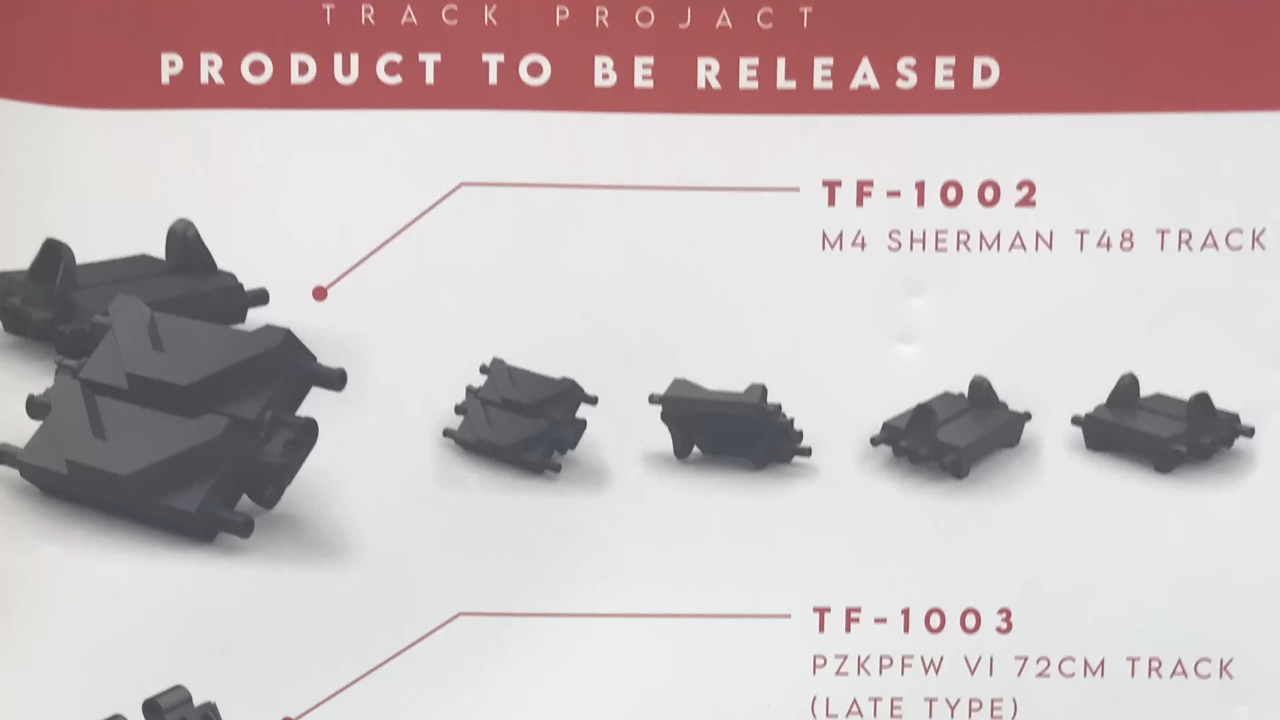 TRACK PROJACT
PRODUCT TO BE RELEASED
TF-1002
M4 SHERMAN T48 TRACK
TF-1003
PZKPFW VI 72CM TRACK
(LATE TYPE)